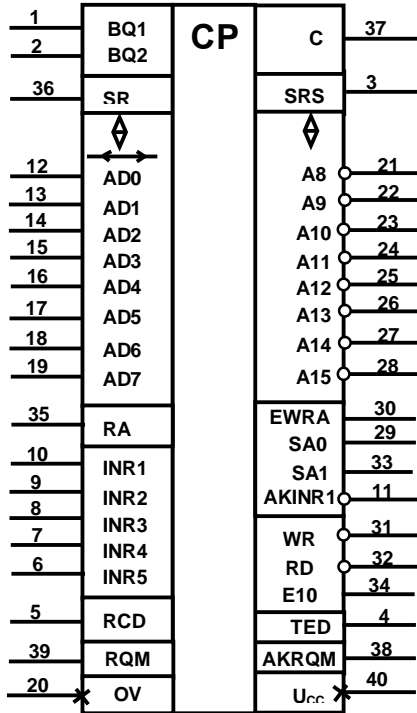 1 BQ1 CP C 37
2 BQ2
36 SR SRS 3
12 AD0 A8 21
13 AD1 A9 22
14 AD2 A10 23
15 AD3 A11 24
16 AD4 A12 25
17 AD5 A13 26
18 AD6 A14 27
19 AD7 A15 28
35 RA EWRA 30
SA0 29
10 INR1 SA1 33
9 INR2 AKINR1 11
8 INR3 WR 31
7 INR4 RD 32
6 INR5 E10 34
5 RCD TED 4
39 RQM AKRQM 38
20 OV Ucc 40